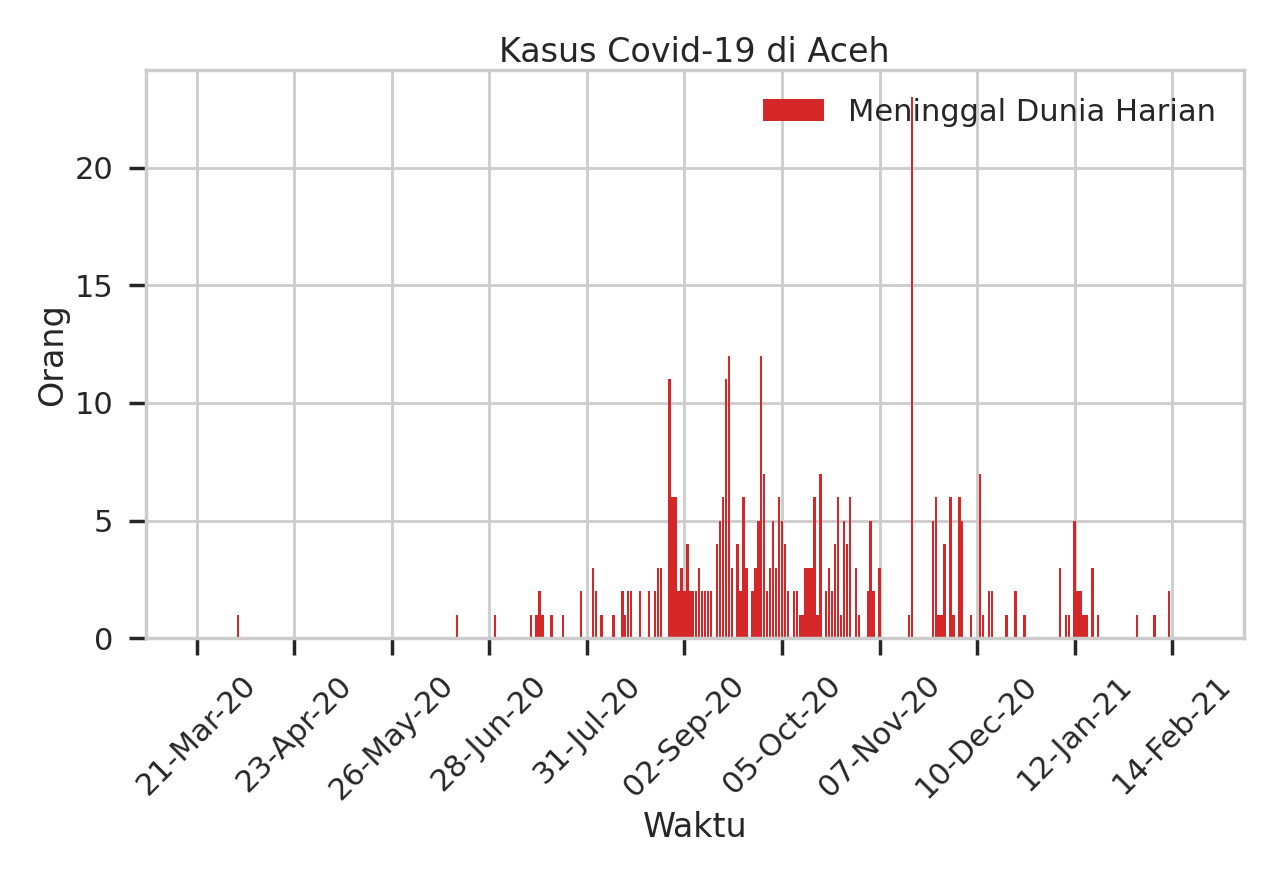 Kasus Covid-19 di Aceh
Meninggal Dunia Harian
Orang
20
15
10
5
0
21-Mar-20
23-Apr-20
26-May-20
28-Jun-20
31-Jul-20
02-Sep-20
05-Oct-20
07-Nov-20
10-Dec-20
12-Jan-21
14-Feb-21
Waktu